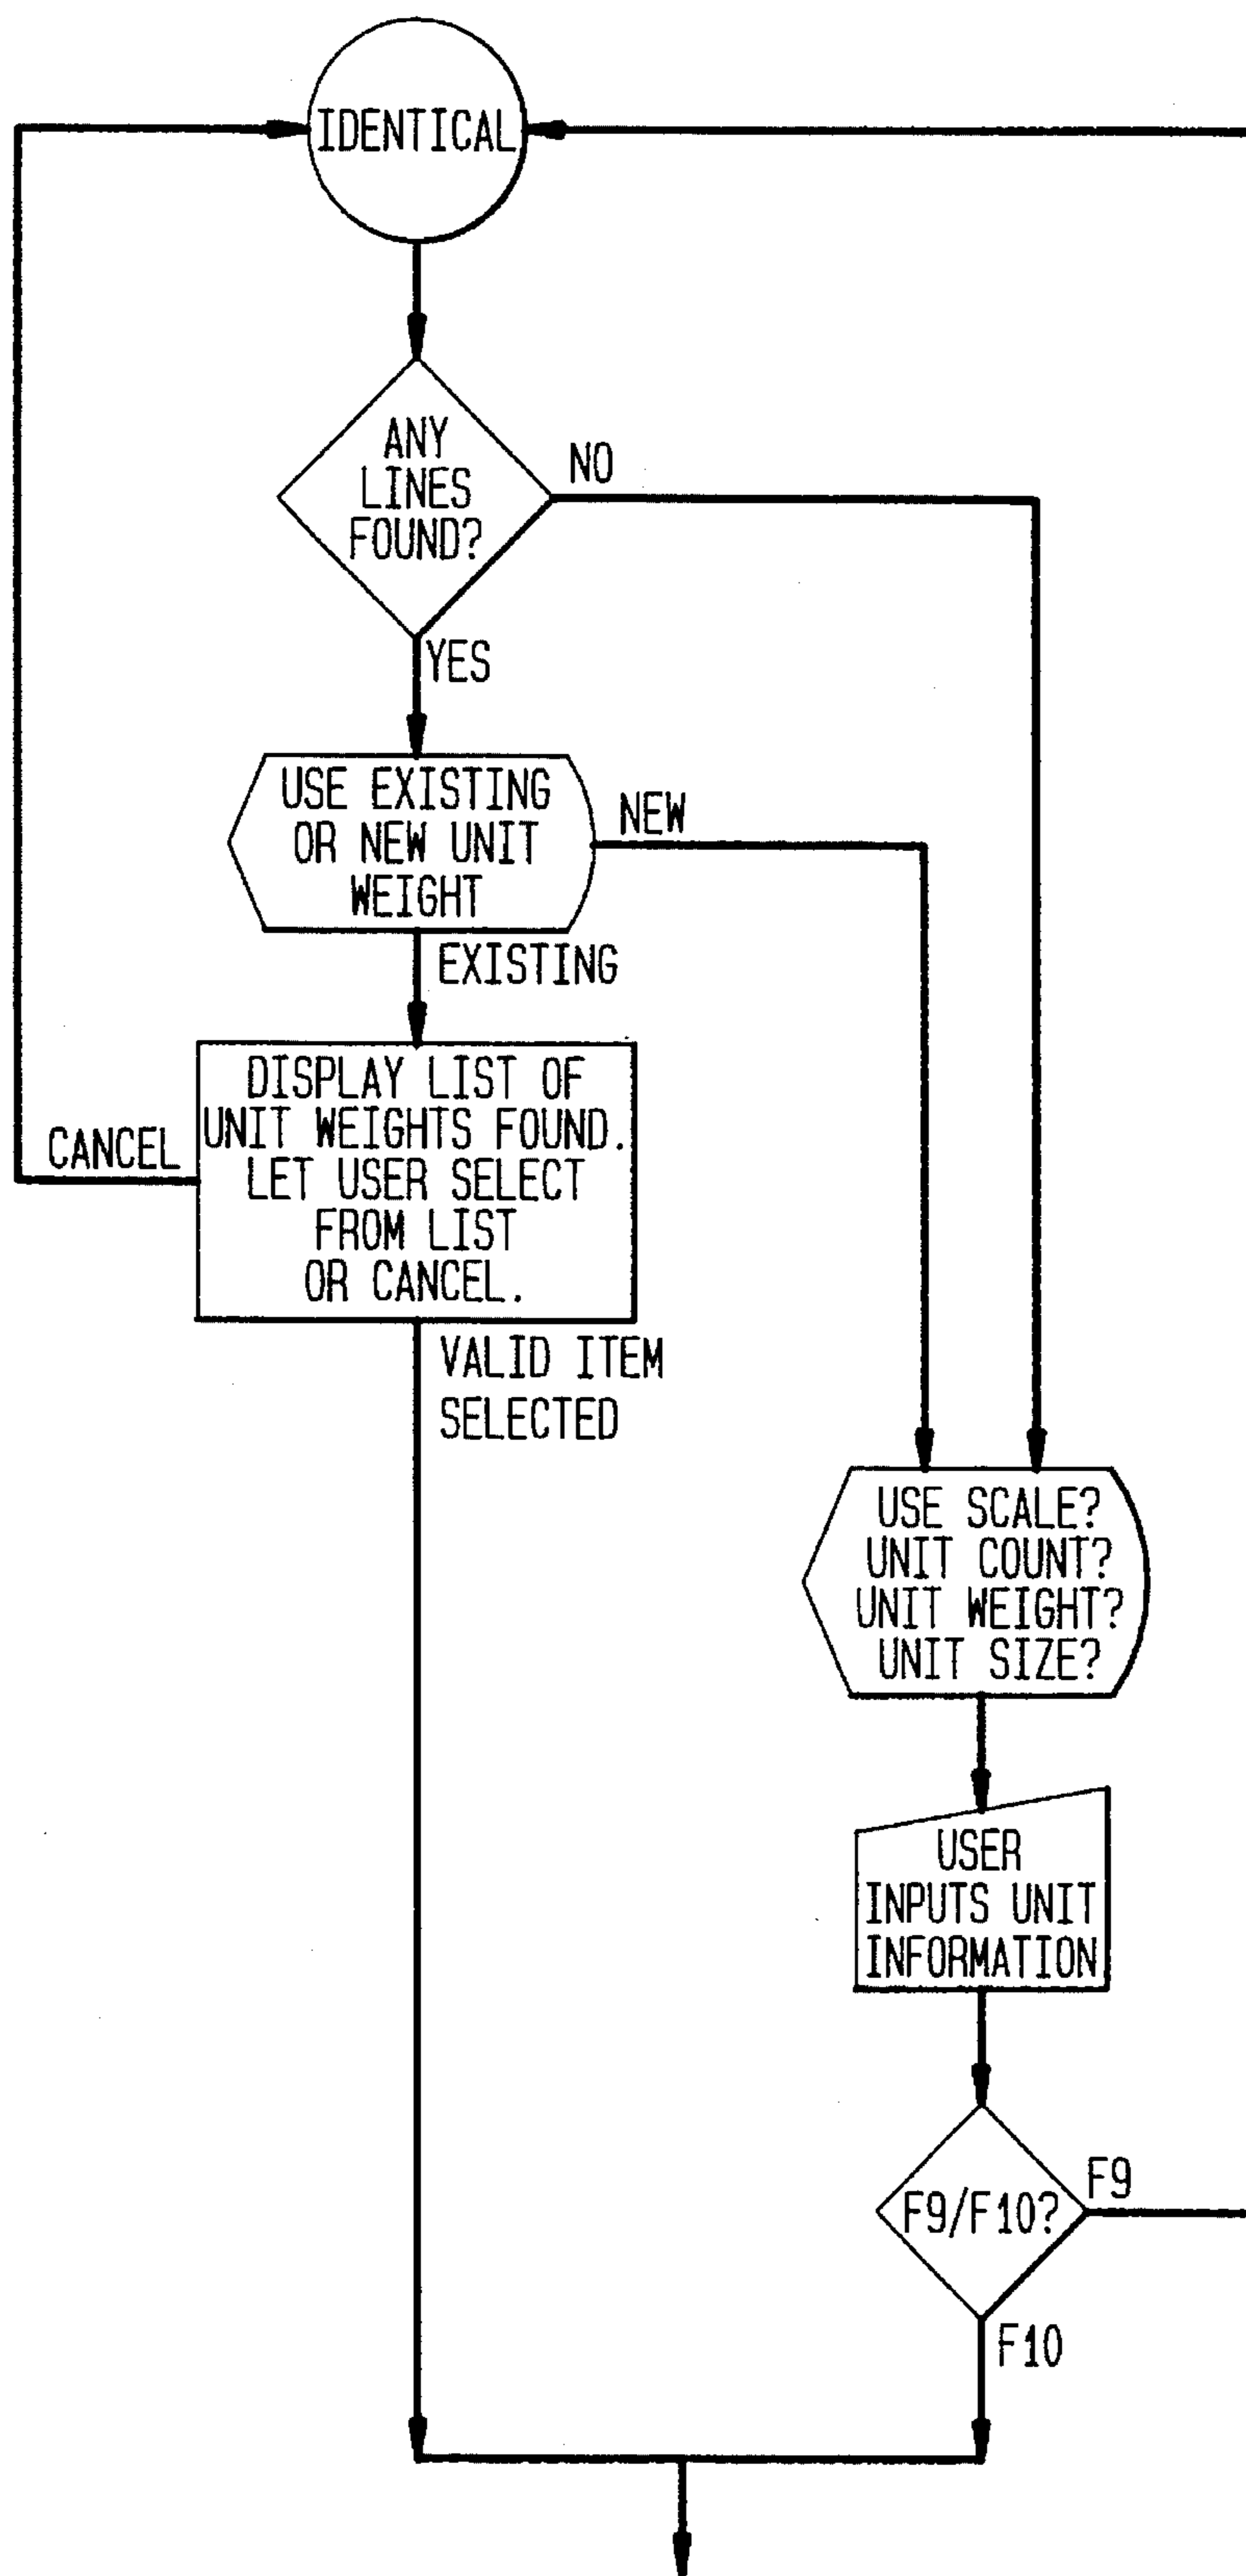 IDENTICAL
ANY
LINES
FOUND?
NO
YES
USE EXISTING
OR NEW UNIT
WEIGHT
NEW
EXISTING
DISPLAY LIST OF
UNIT WEIGHTS FOUND.
LET USER SELECT
FROM LIST
OR CANCEL.
CANCEL
VALID ITEM
SELECTED
USE SCALE?
UNIT COUNT?
UNIT WEIGHT?
UNIT SIZE?
USER
INPUTS UNIT
INFORMATION
F9/F10?
F9
F10